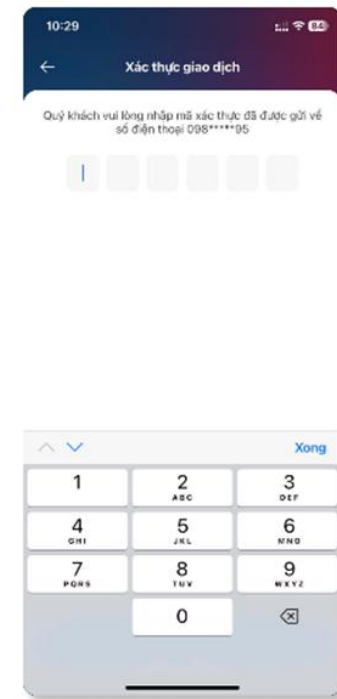 10:29
84
Xác thực giao dịch
Quý khách vui lòng nhập mã xác thực đã được gửi về
số điện thoại 098*****95
Xong
1
2
ABC
3
DEF
4
GHI
5
JKL
6
MNO
7
PQRS
8
TUV
9
WXYZ
0